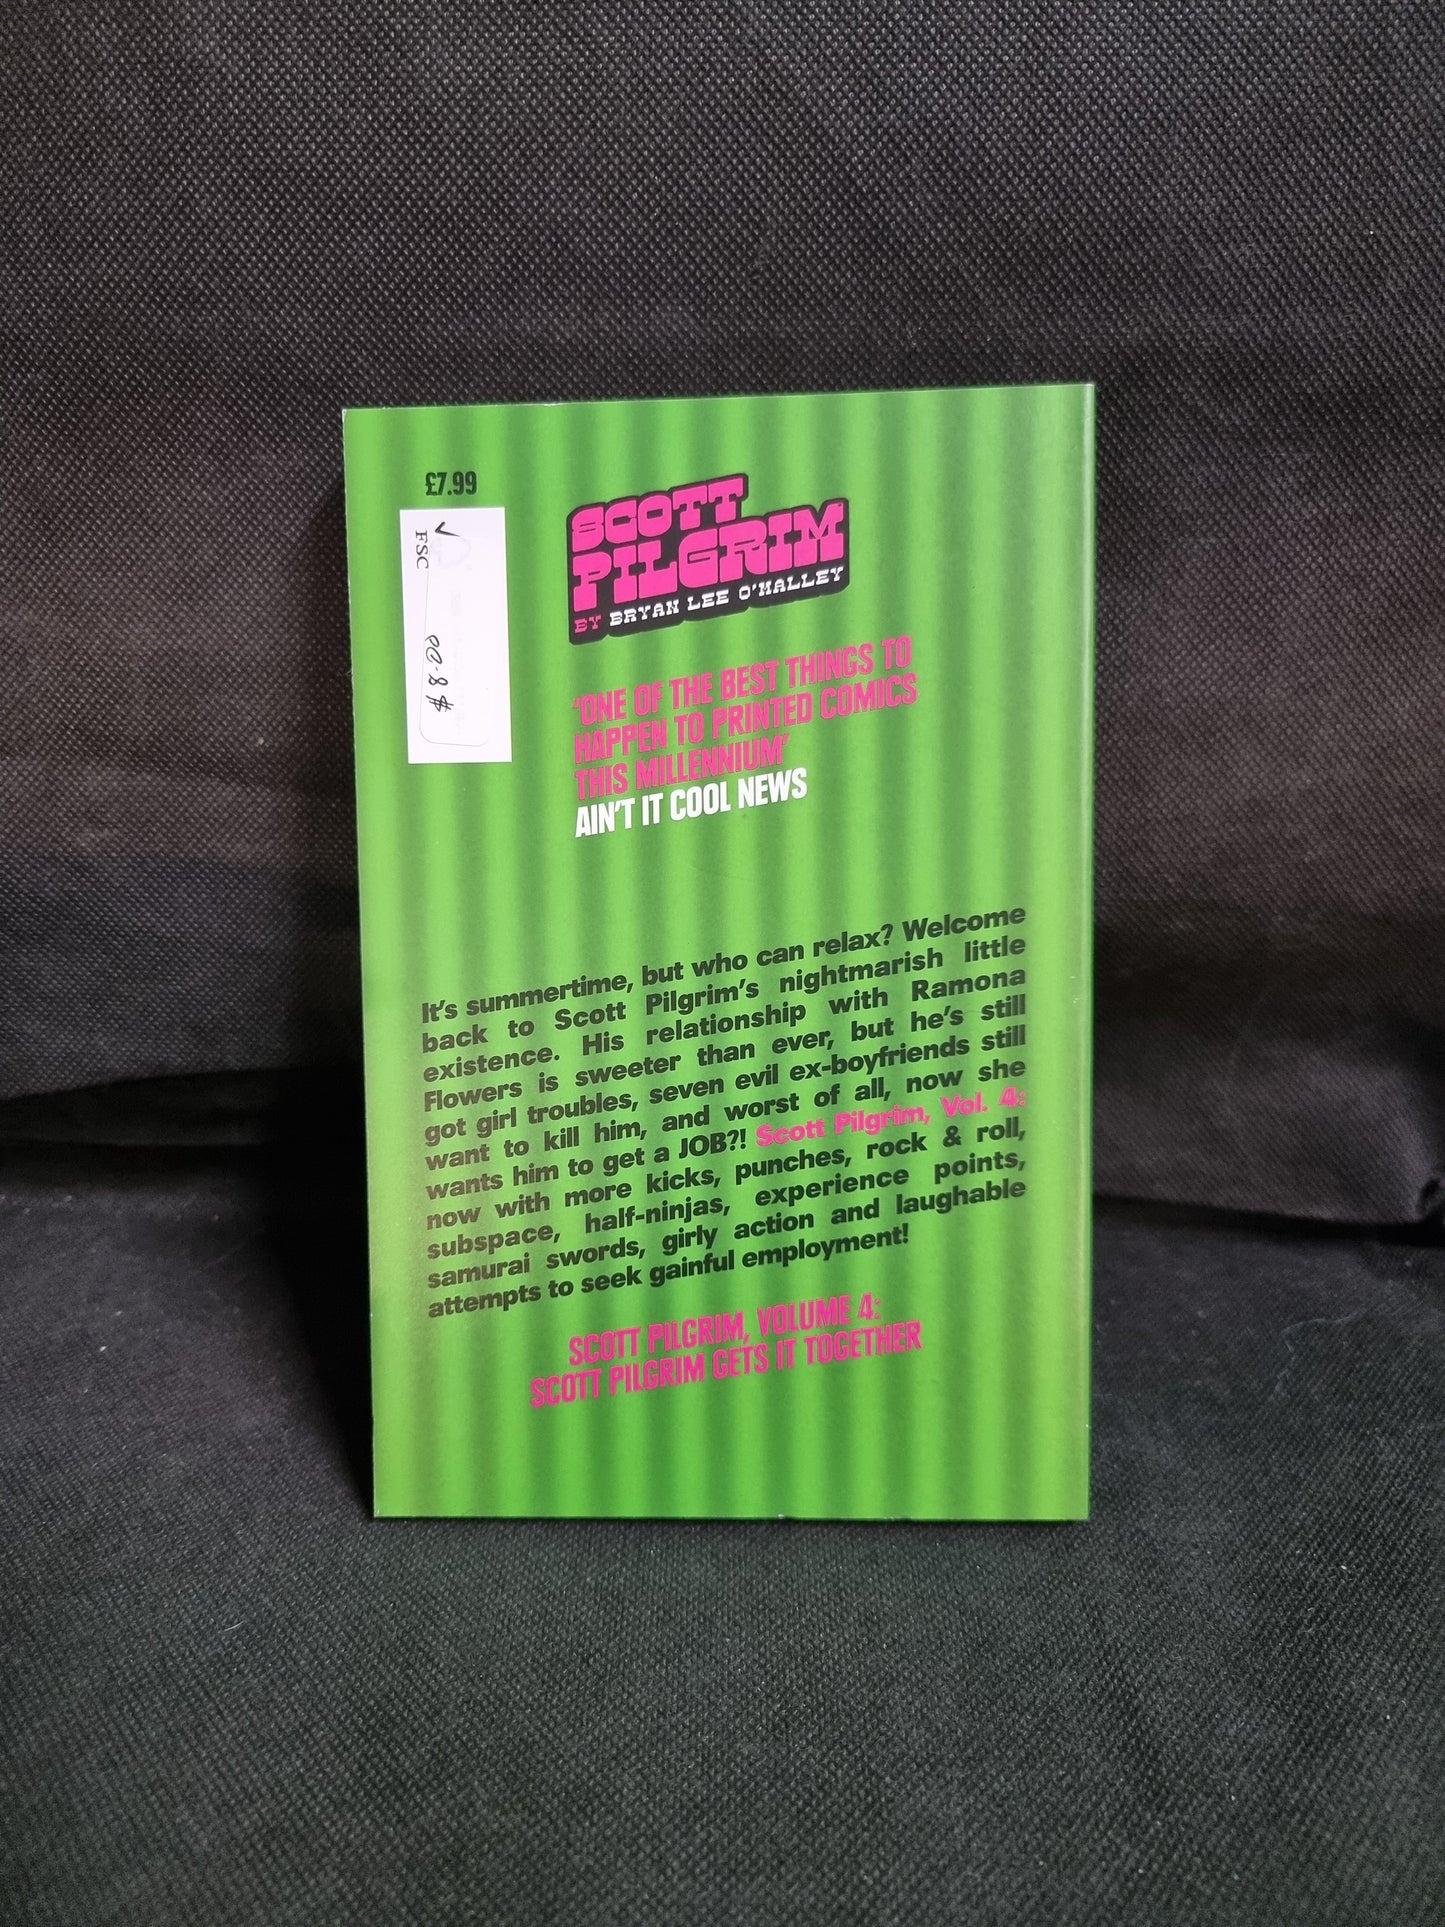 £7.99
FSC
$8.00
SCOTT
PILGRIM
BY BRYAN LEE O'MALLEY
'ONE OF THE BEST THINGS TO
HAPPEN TO PRINTED COMICS
THIS MILLENNIUM'
AIN'T IT COOL NEWS
It's summertime, but who can relax? Welcome
back to Scott Pilgrim's nightmarish little
existence. His relationship with Ramona
Flowers is sweeter than ever, but he's still
got girl troubles, seven evil ex-boyfriends still
want to kill him, and worst of all, now she
wants him to get a JOB?! Scott Pilgrim, Vol. 4:
now with more kicks, punches, rock & roll,
subspace, half-ninjas, experience points,
samurai swords, girly action and laughable
attempts to seek gainful employment!
SCOTT PILGRIM, VOLUME 4:
SCOTT PILGRIM GETS IT TOGETHER